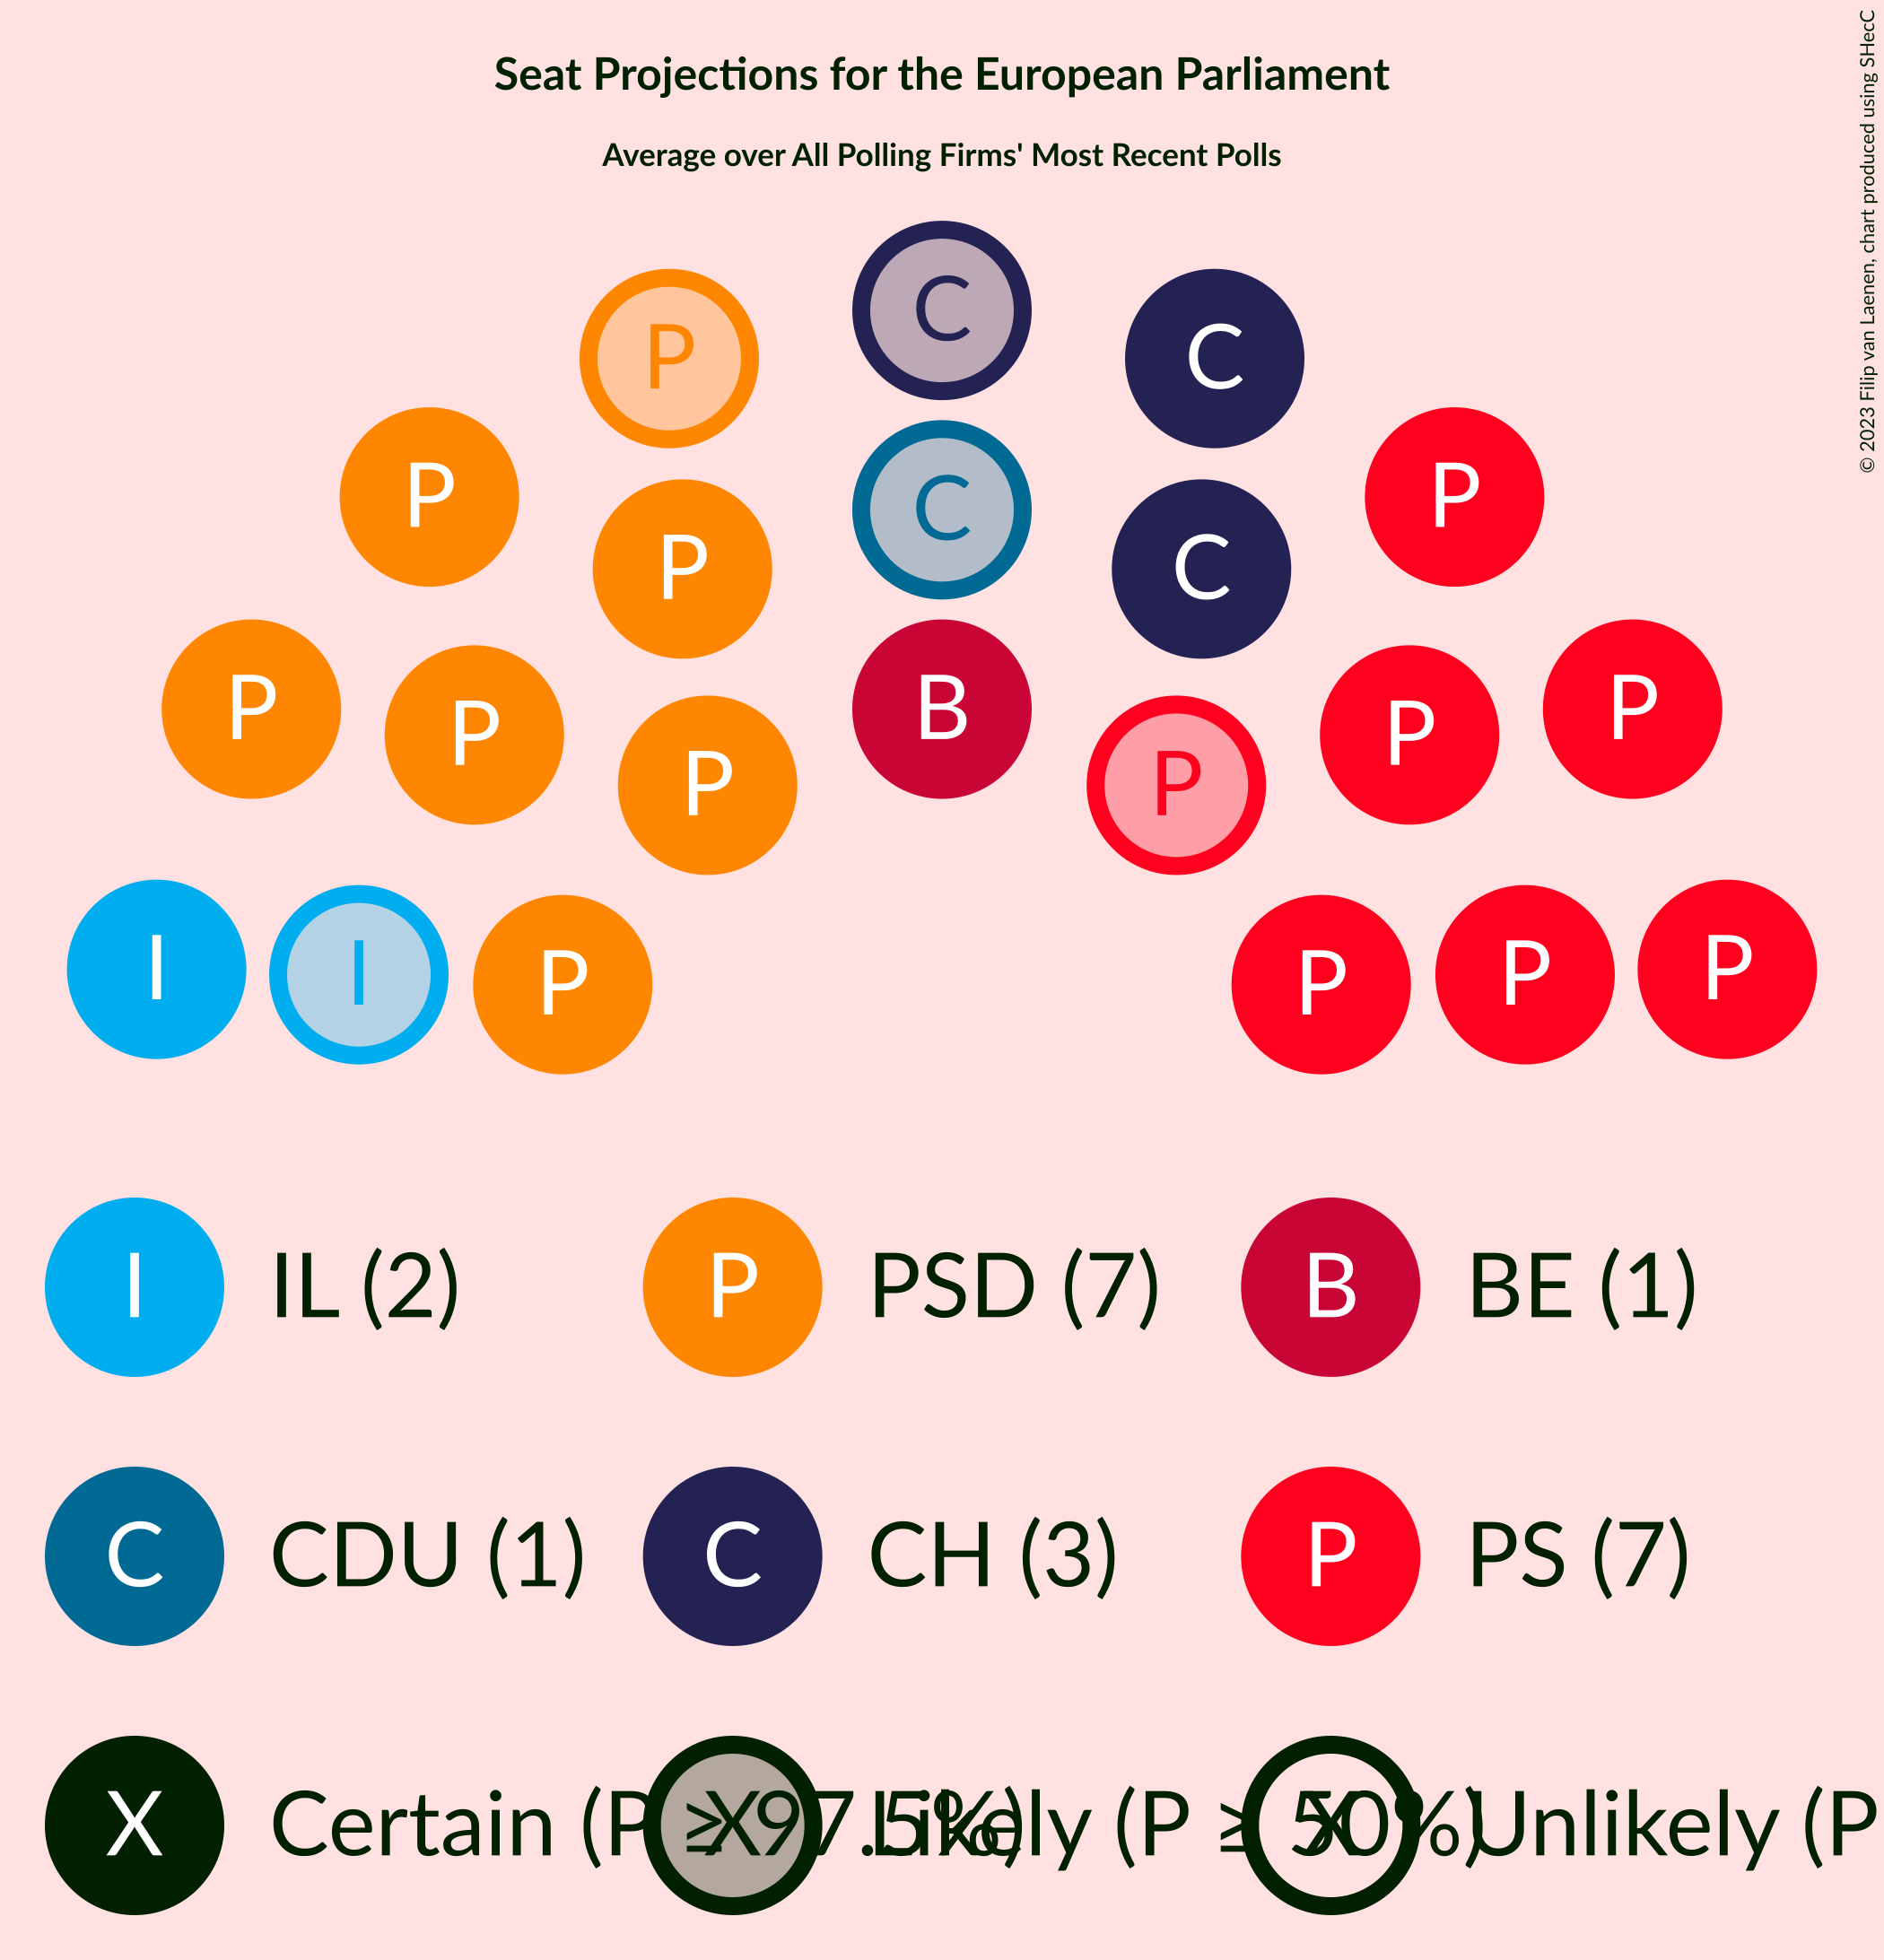 Seat Projections for the European Parliament
Average over All Polling Firms' Most Recent Polls
© 2023 Filip van Laenen, chart produced using SHecC
C
P C
P P
C
P C
P P
B
P P
P P
I I
I P
P P P
I IL (2) P PSD (7) B BE (1)
C CDU (1) C CH (3) P PS (7)
X Certain (P ≥ 97.5%) X Likely (P ≥ 50%) X Unlikely (P